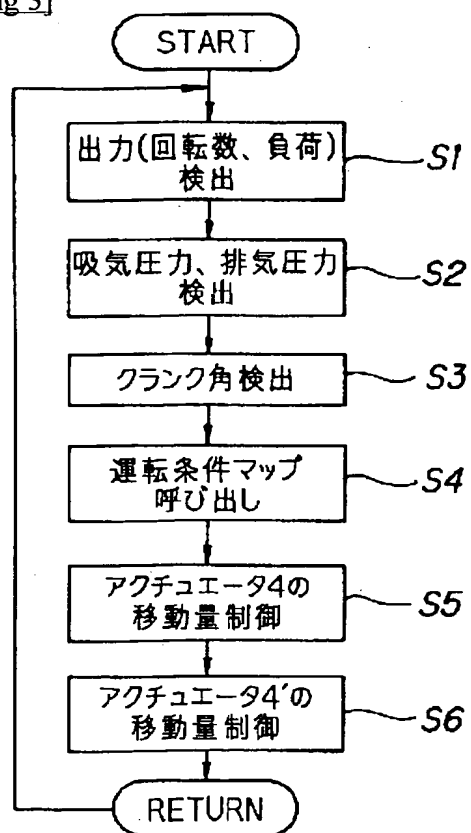 ig 3]
START
出力(回転数、負荷)
検出
S1
吸気圧力、排気圧力
検出
S2
クランク角検出
S3
運転条件マップ
呼び出し
S4
アクチュエータ4の
移動量制御
S5
アクチュエータ4'の
移動量制御
S6
RETURN